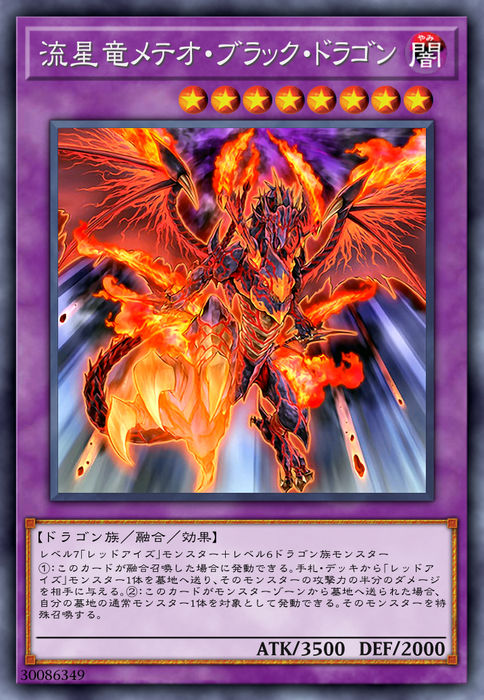 流星竜メテオ・ブラック・ドラゴン
やみ
闇
【ドラゴン族／融合／効果】
レベル7「レッドアイズ」モンスター＋レベル6ドラゴン族モンスター
①：このカードが融合召喚した場合に発動できる。手札・デッキから「レッドア
イズ」モンスター1体を墓地へ送り、そのモンスターの攻撃力の半分のダメージ
を相手に与える。②：このカードがモンスターゾーンから墓地へ送られた場合、
自分の墓地の通常モンスター1体を対象として発動できる。そのモンスターを特
殊召喚する。
ATK/3500 DEF/2000
30086349